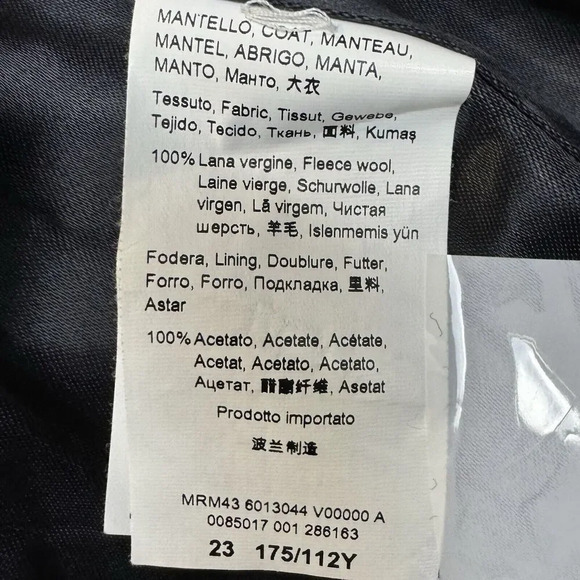 MANTELLO, COAT, MANTEAU,
MANTEL, ABRIGO, MANTA,
MANTO, Манто, 大衣
Tessuto, Fabric, Tissut, Gewebe,
Tejido, Tecido, Ткань, 面料, Kumaş
100% Lana vergine, Fleece wool,
Laine vierge, Schurwolle, Lana
virgen, Lã virgem, Чистая
шерсть, 羊毛, Islenmemis yün
Fodera, Lining, Doublure, Futter,
Forro, Forro, Подкладка, 里料,
Astar
100% Acetato, Acetate, Acétate,
Acetat, Acetato, Acetato,
Ацетат, 醋酯纤维, Asetat
Prodotto importato
波兰制造
MRM43 6013044 V00000 A
0085017 001 286163
23 175/112Y